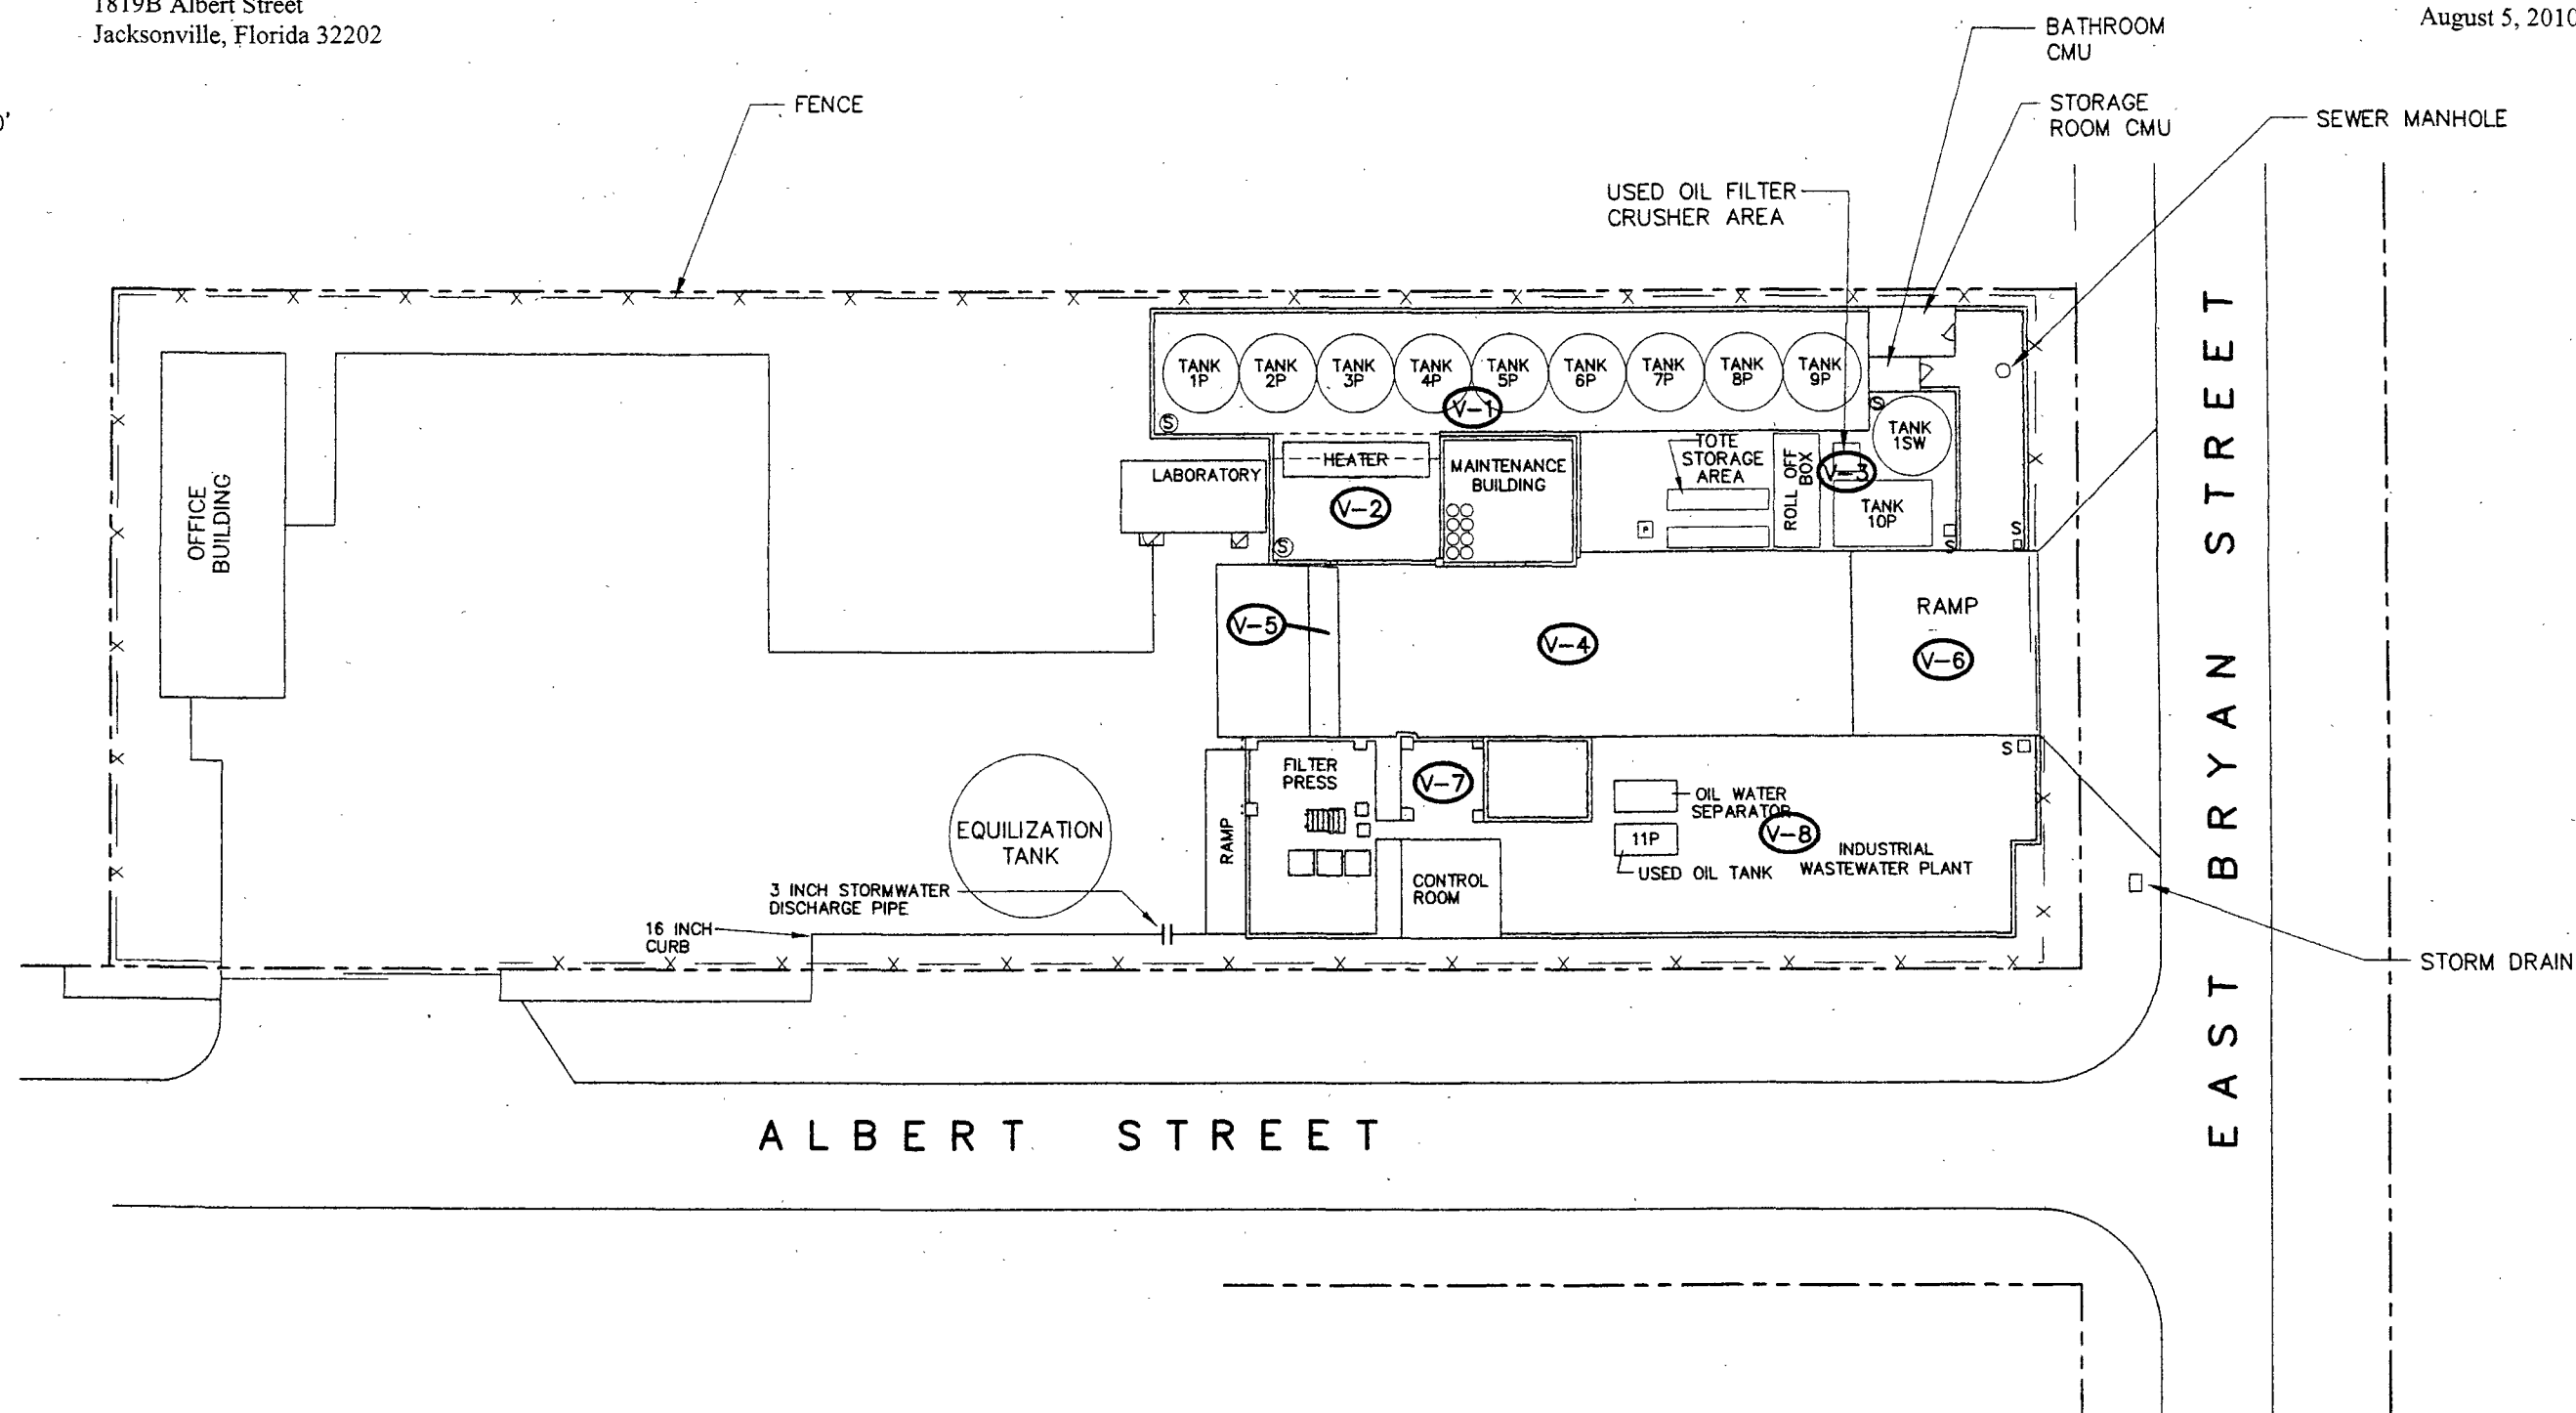 1819B Albert Street
Jacksonville, Florida 32202
August 5, 2010
BATHROOM
CMU
FENCE
STORAGE
ROOM CMU
SEWER MANHOLE
0'
USED OIL FILTER
CRUSHER AREA
TANK
1P
TANK
2P
TANK
3P
TANK
4P
TANK
5P
TANK
6P
TANK
7P
TANK
8P
TANK
9P
V-1
S
S
TANK
1SW
OFFICE
BUILDING
LABORATORY
HEATER
V-2
S
MAINTENANCE
BUILDING
TOTE
STORAGE
AREA
P
ROLL OFF
BOX
V-3
TANK
10P
S
S
V-5
V-4
RAMP
V-6
EAST BRYAN STREET
FILTER
PRESS
V-7
S
OIL WATER
SEPARATOR
11P
USED OIL TANK
V-8
INDUSTRIAL
WASTEWATER PLANT
EQUILIZATION
TANK
RAMP
CONTROL
ROOM
3 INCH STORMWATER
DISCHARGE PIPE
16 INCH
CURB
STORM DRAIN
ALBERT STREET